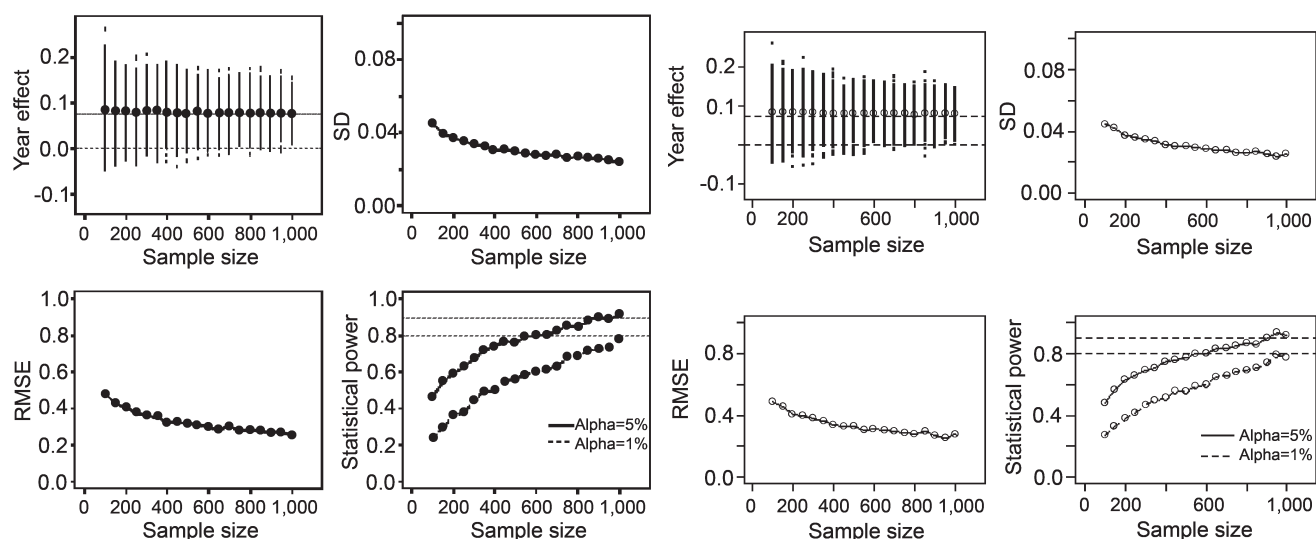 Year effect
0.2
0.1
0.0
-0.1
0 200 400 600 800 1,000
Sample size
SD
0.08
0.04
0.00
0 200 400 600 800 1,000
Sample size
Year effect
0.2
0.1
-0.1
0 200 600 1,000
Sample size
SD
0.08
0.04
0.00
0 200 600 1,000
Sample size
RMSE
1.0
0.8
0.6
0.4
0.2
0.0
0 200 400 600 800 1,000
Sample size
Statistical power
1.0
0.8
0.6
0.4
0.2
0.0
Alpha=5%
Alpha=1%
0 200 400 600 800 1,000
Sample size
RMSE
0.8
0.4
0.0
0 200 600 1,000
Sample size
Statistical power
0.8
0.4
0.0
Alpha=5%
Alpha=1%
0 200 600 1,000
Sample size